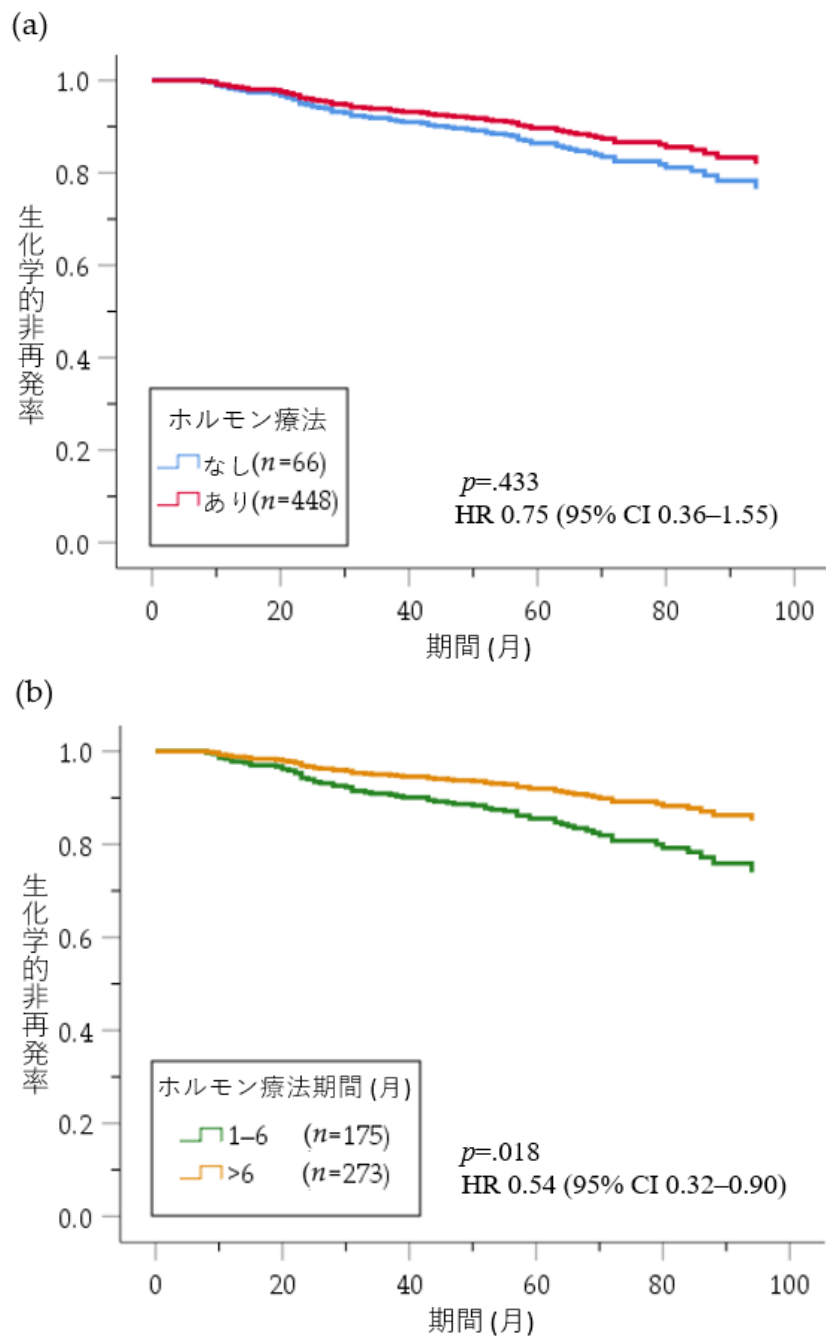 (a)
生化学的非再発率
1.0
0.8
0.6
0.4
0.2
0.0
ホルモン療法
なし(n=66)
あり(n=448)
p=.433
HR 0.75 (95% CI 0.36–1.55)
0 20 40 60 80 100
期間 (月)
(b)
生化学的非再発率
1.0
0.8
0.6
0.4
0.2
0.0
ホルモン療法期間 (月)
1–6 (n=175)
>6 (n=273)
p=.018
HR 0.54 (95% CI 0.32–0.90)
0 20 40 60 80 100
期間 (月)